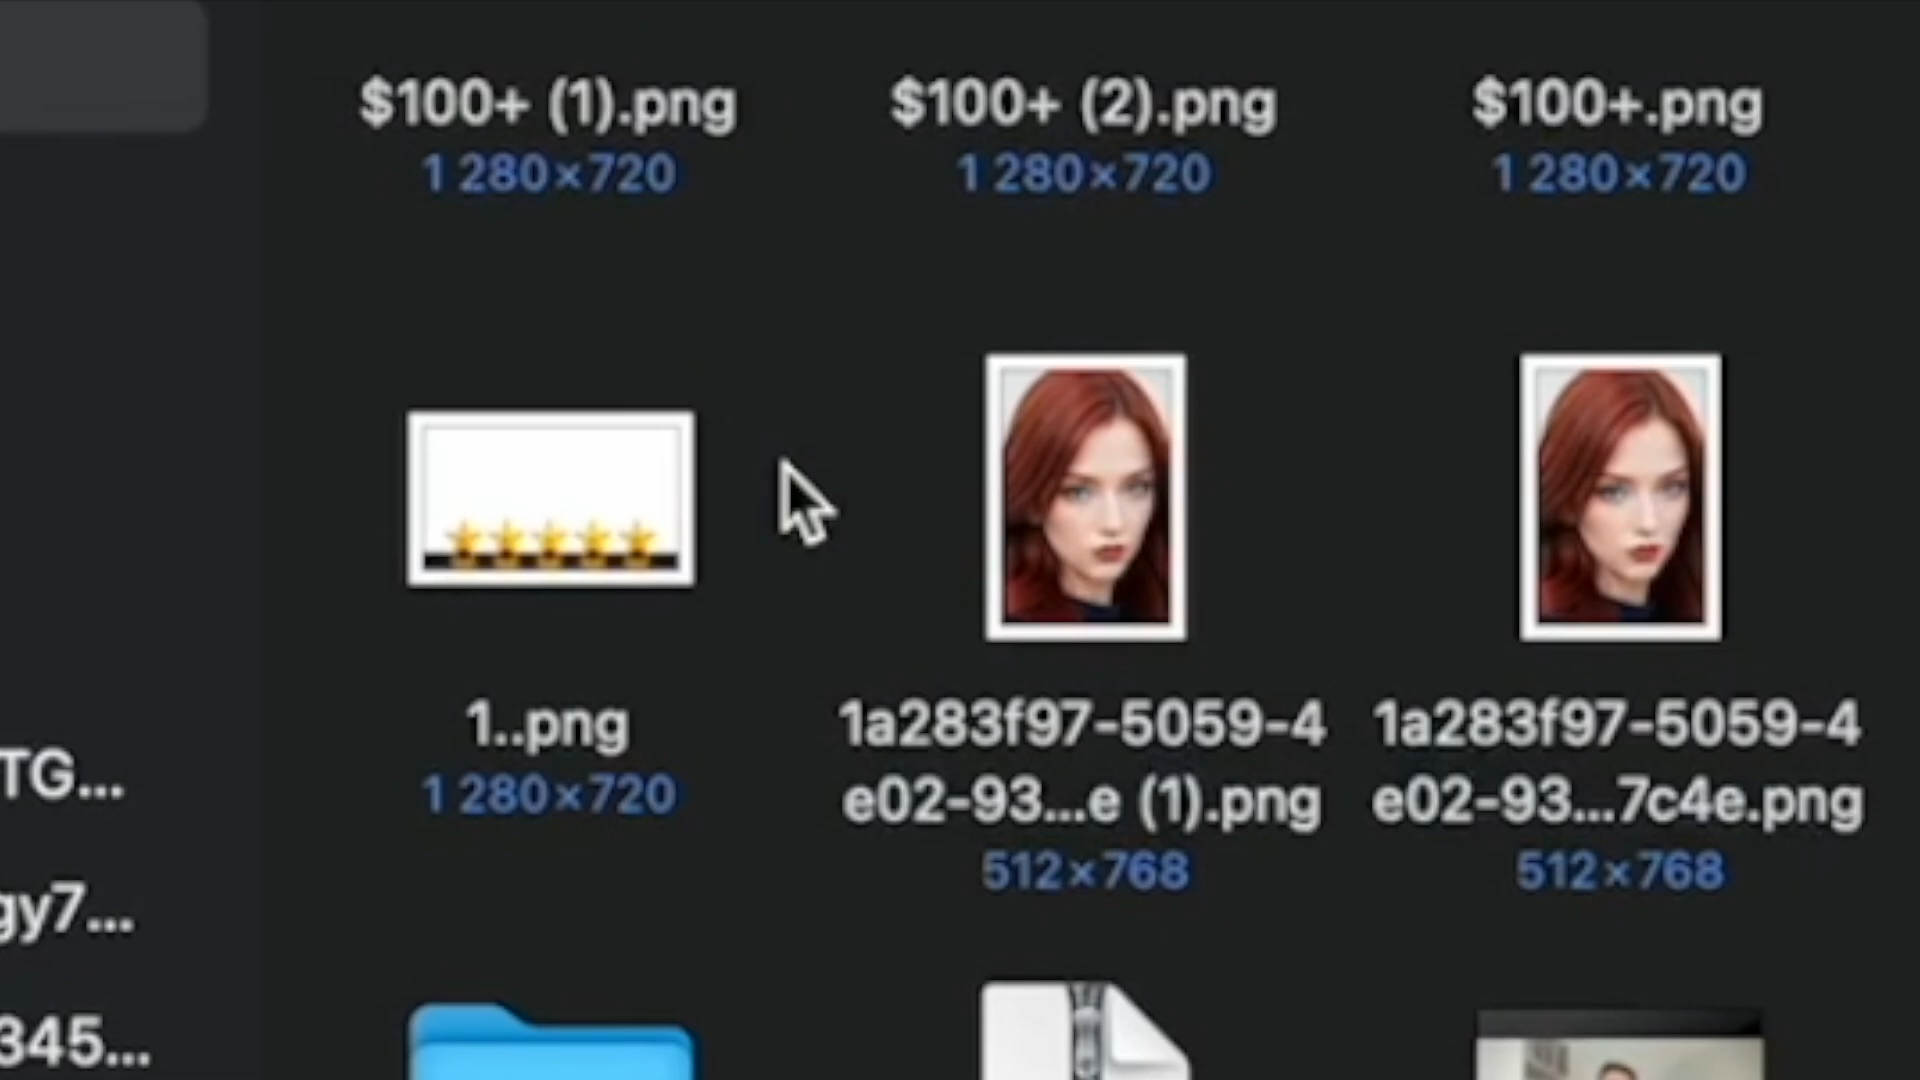 $100+ (1).png
1 280×720
$100+ (2).png
1 280×720
$100+.png
1 280×720
1..png
1 280×720
1a283f97-5059-4
e02-93...e (1).png
512×768
1a283f97-5059-4
e02-93...7c4e.png
512×768
TG...
gy7...
345...